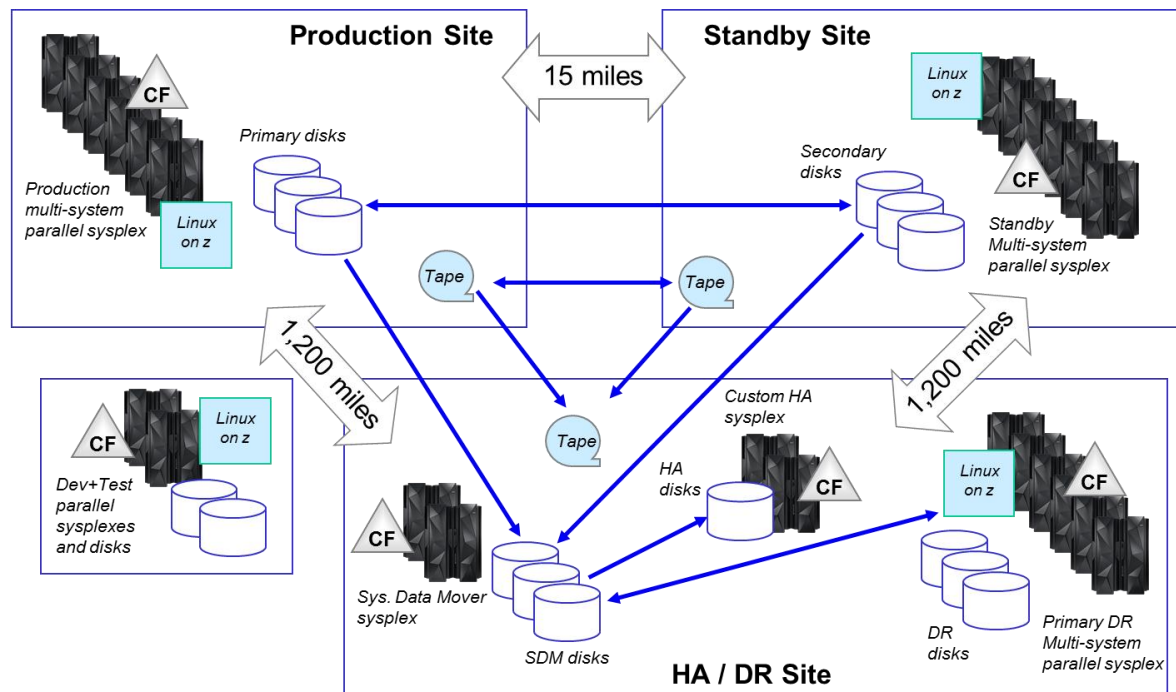 Production Site
CF
Primary disks
Production
multi-system
parallel sysplex
Linux
on z
15 miles
Standby Site
Linux
on z
Secondary
disks
CF
Standby
Multi-system
parallel sysplex
Tape
Tape
1,200 miles
1,200 miles
CF
Linux
on z
Dev+Test
parallel
sysplexes
and disks
Tape
Custom HA
sysplex
HA
disks
CF
CF
Sys. Data Mover
sysplex
SDM disks
Linux
on z
CF
DR
disks
Primary DR
Multi-system
parallel sysplex
HA / DR Site